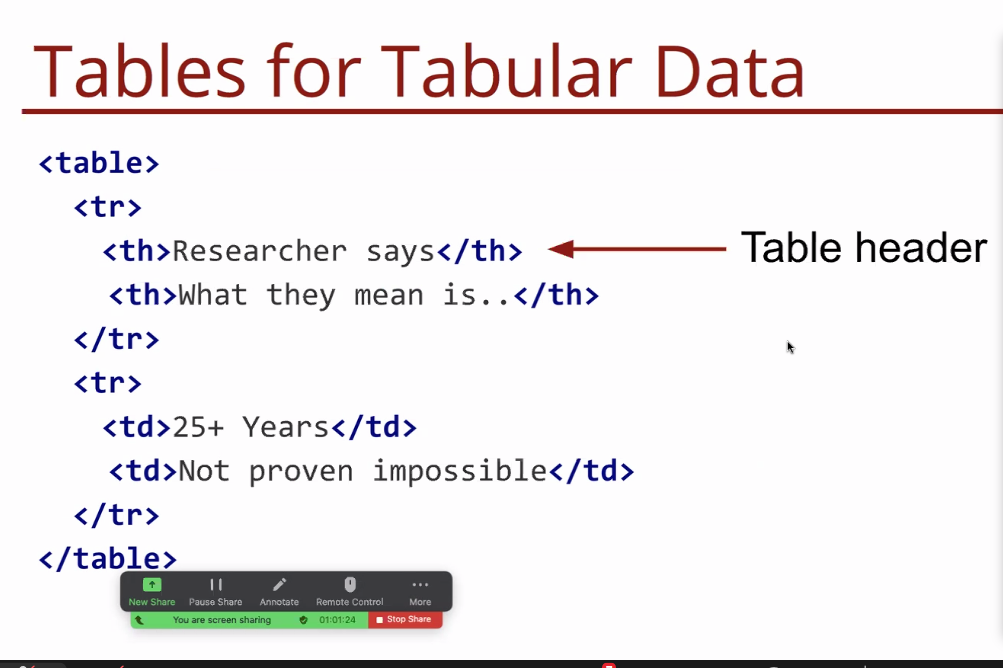 Tables for Tabular Data
<table>
<tr>
<th>Researcher says</th>
Table header
<th>What they mean is..</th>
</tr>
<tr>
<td>25+ Years</td>
<td>Not proven impossible</td>
</tr>
</table>
New Share Pause Share Annotate Remote Control More
You are screen sharing 01:01:24 Stop Share